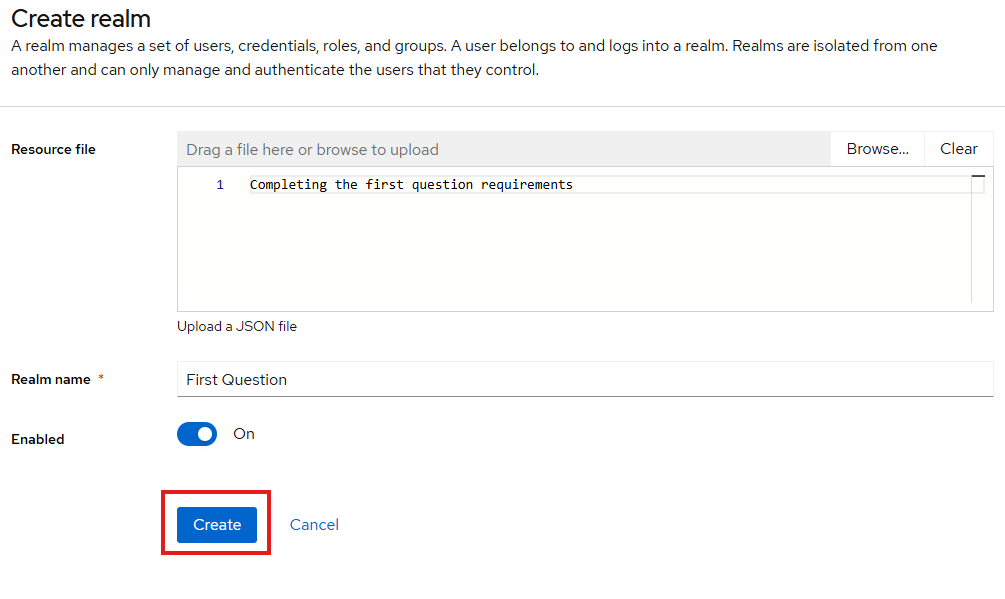 Create realm
A realm manages a set of users, credentials, roles, and groups. A user belongs to and logs into a realm. Realms are isolated from one
another and can only manage and authenticate the users that they control.
Resource file
Drag a file here or browse to upload
Browse...
Clear
1 Completing the first question requirements
Upload a JSON file
Realm name *
First Question
Enabled
On
Create
Cancel